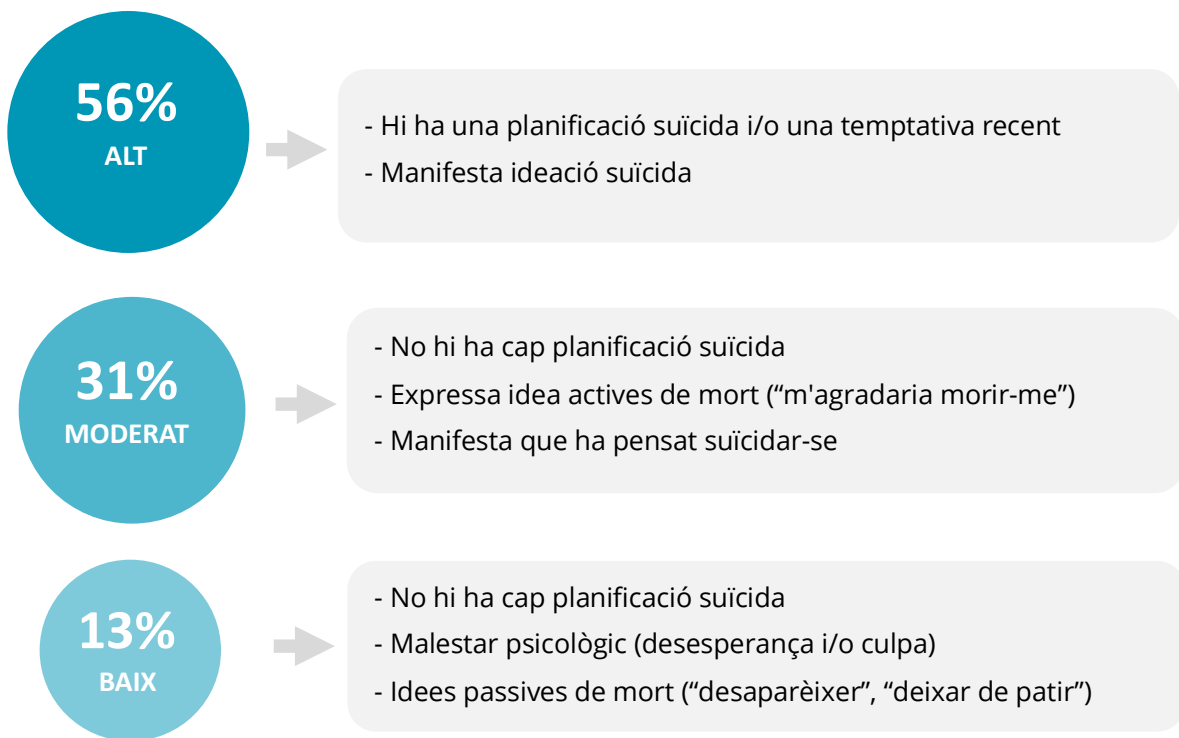 56%
ALT
- Hi ha una planificació suïcida i/o una temptativa recent
- Manifesta ideació suïcida
31%
MODERAT
- No hi ha cap planificació suïcida
- Expressa idea actives de mort (“m'agradaria morir-me”)
- Manifesta que ha pensat suïcidar-se
13%
BAIX
- No hi ha cap planificació suïcida
- Malestar psicològic (desesperança i/o culpa)
- Idees passives de mort (“desaparèixer”, “deixar de patir”)